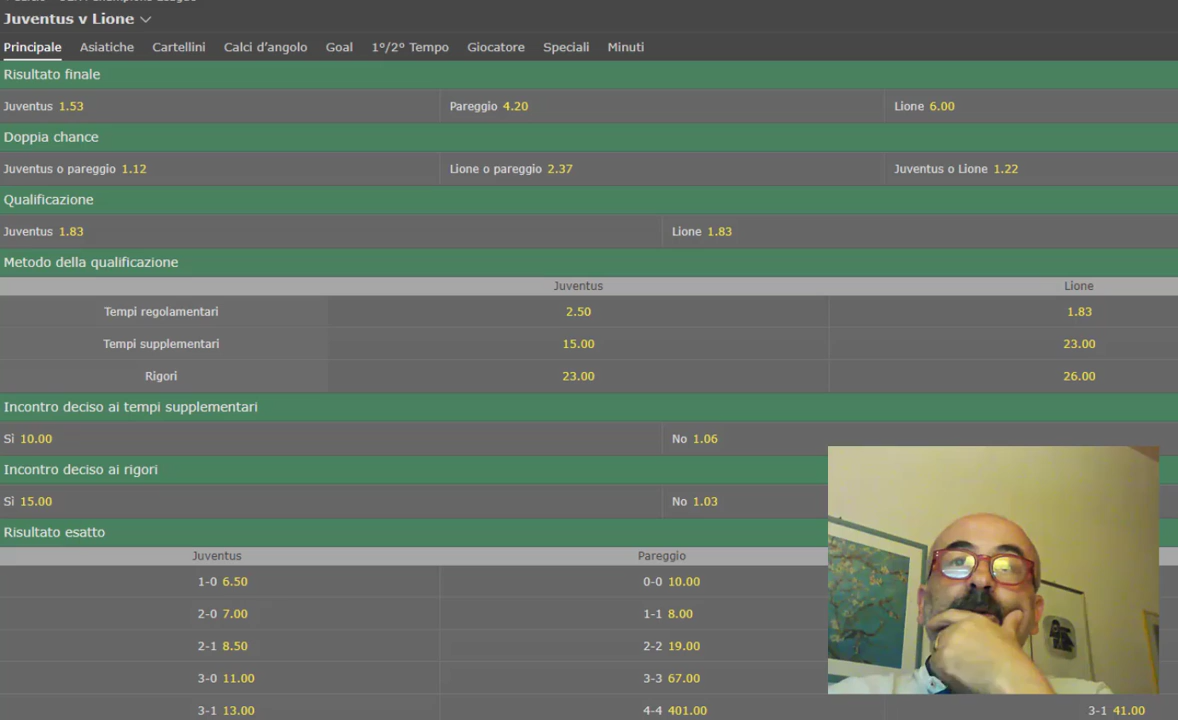 Juventus v Lione
Principale Asiatiche Cartellini Calci d'angolo Goal 1°/2° Tempo Giocatore Speciali Minuti
Risultato finale
Juventus 1.53 Pareggio 4.20 Lione 6.00
Doppia chance
Juventus o pareggio 1.12 Lione o pareggio 2.37 Juventus o Lione 1.22
Qualificazione
Juventus 1.83 Lione 1.83
Metodo della qualificazione
Juventus Lione
Tempi regolamentari 2.50 1.83
Tempi supplementari 15.00 23.00
Rigori 23.00 26.00
Incontro deciso ai tempi supplementari
Sì 10.00 No 1.06
Incontro deciso ai rigori
Sì 15.00 No 1.03
Risultato esatto
Juventus Pareggio
1-0 6.50 0-0 10.00
2-0 7.00 1-1 8.00
2-1 8.50 2-2 19.00
3-0 11.00 3-3 67.00
3-1 13.00 4-4 401.00 3-1 41.00